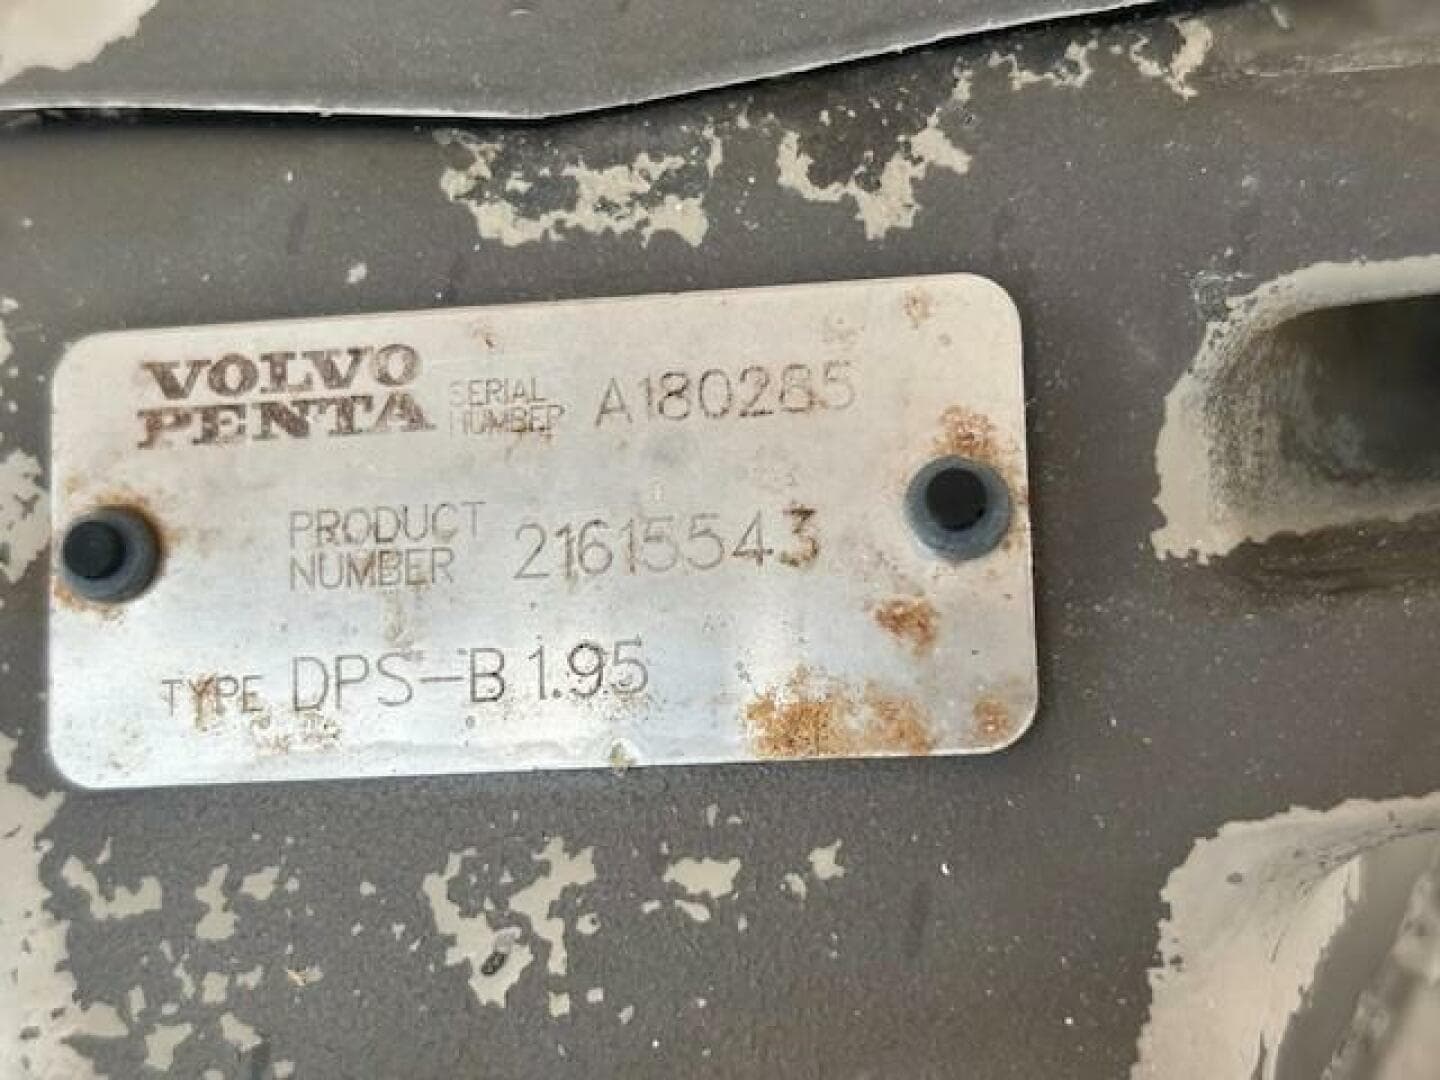 VOLVO
PENTA
SERIAL
NUMBER A180285
PRODUCT
NUMBER 21615543
TYPE DPS-B 1.95